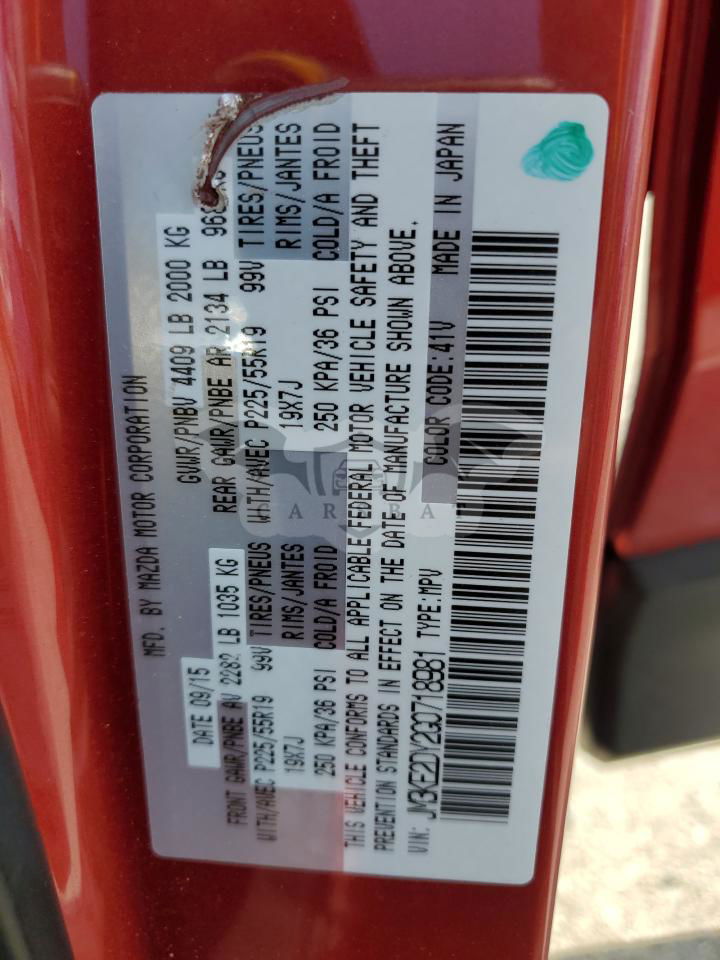 MFD. BY MAZDA MOTOR CORPORATION
DATE 09/15 GVWR/PNBV 4409 LB 2000 KG
FRONT GAWR/PNBE AV 2282 LB 1035 KG REAR GAWR/PNBE AR 2134 LB
WITH/AVEC P225/55R19 99V TIRES/PNEUS WITH/AVEC P225/55R19 99V TIRES/PNEUS
19X7J RIMS/JANTES 19X7J RIMS/JANTES
250 KPA/36 PSI COLD/A FROID 250 KPA/36 PSI COLD/A FROID
THIS VEHICLE CONFORMS TO ALL APPLICABLE FEDERAL MOTOR VEHICLE SAFETY AND THEFT
PREVENTION STANDARDS IN EFFECT ON THE DATE OF MANUFACTURE SHOWN ABOVE.
VIN: JM3KE2DY2G0718981 TYPE:MPV COLOR CODE:41V MADE IN JAPAN